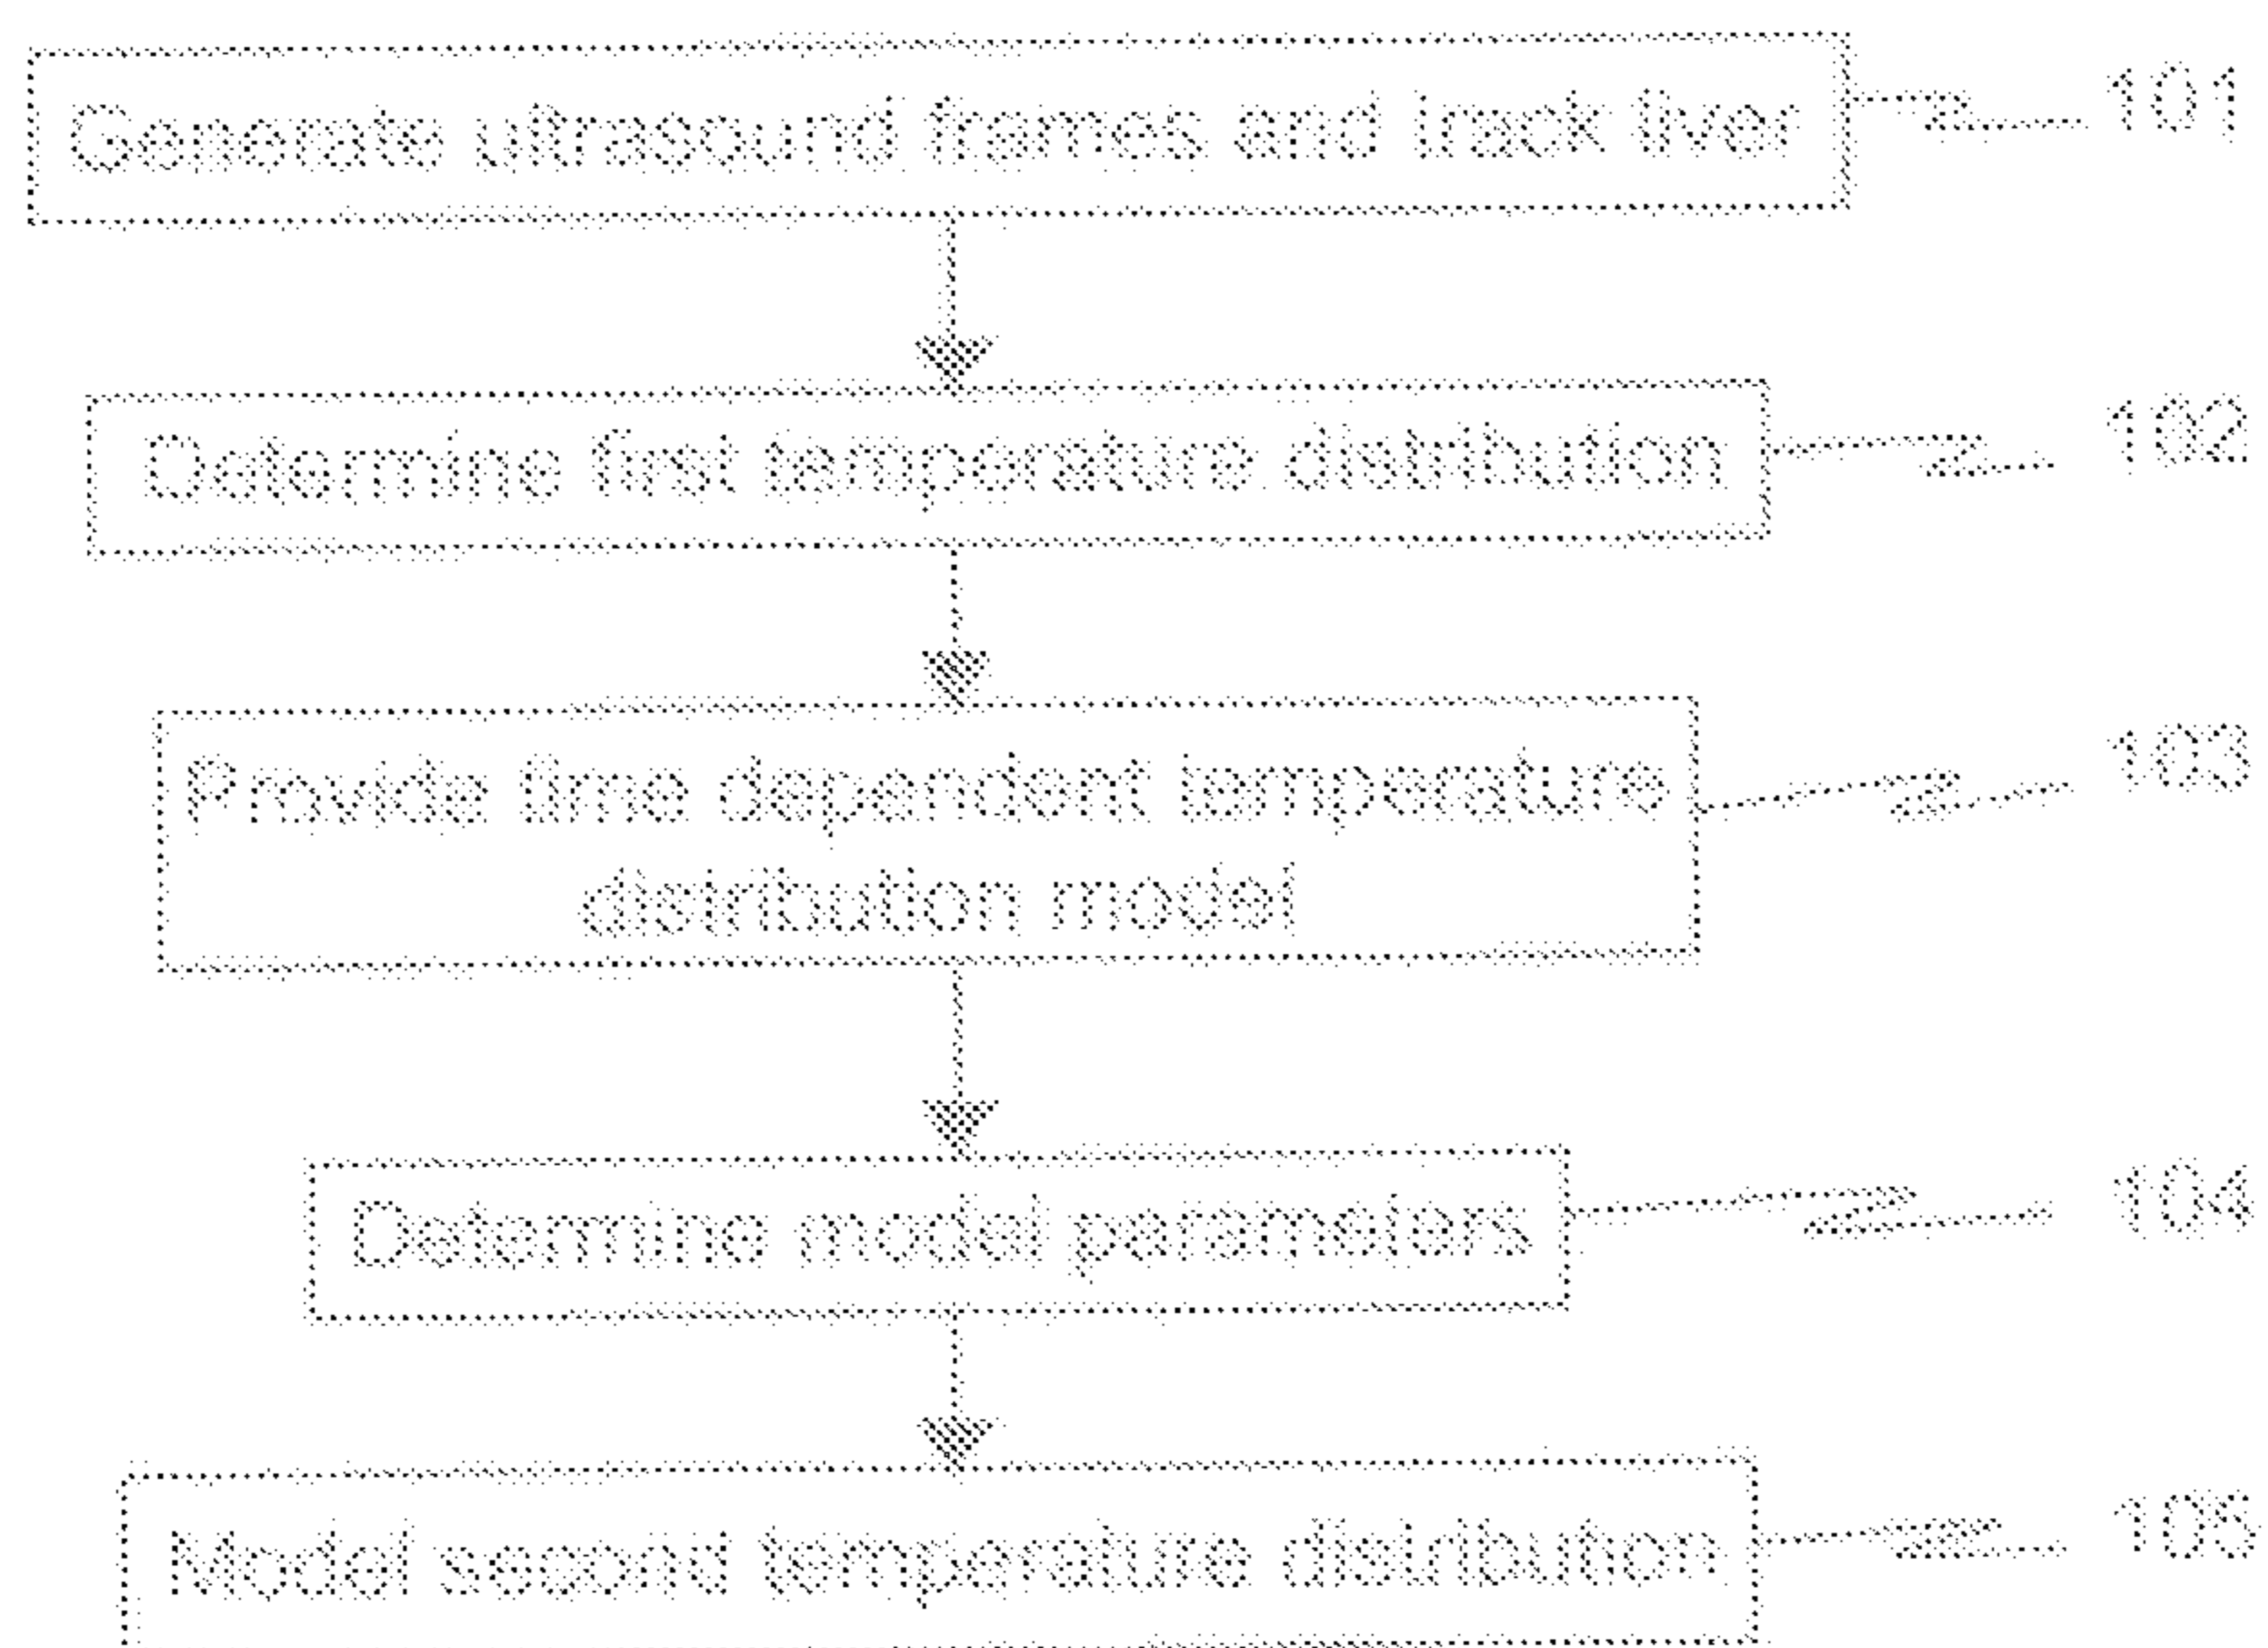 Generate ultrasound frames and track liver
101
Determine first temperature distribution
102
Provide time dependent temperature
distribution model
103
Determine model parameters
104
Model second temperature distribution
105